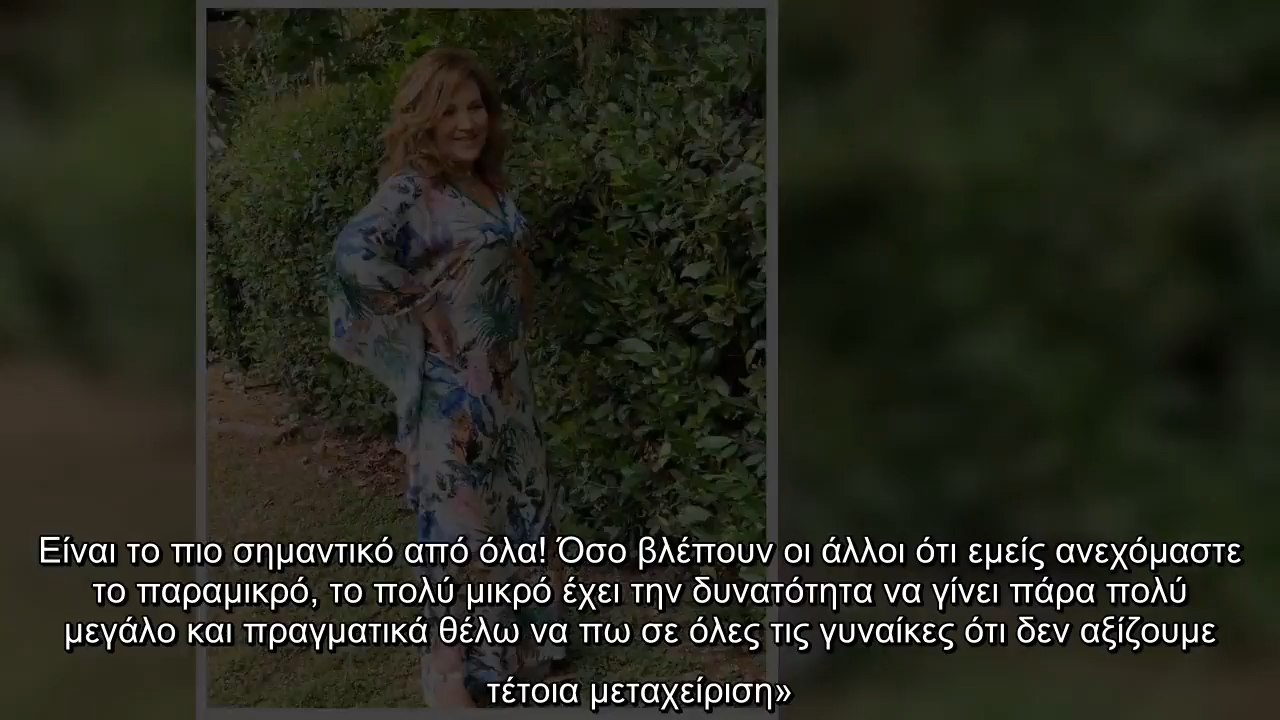 Είναι το πιο σημαντικό από όλα! Όσο βλέπουν οι άλλοι ότι εμείς ανεχόμαστε
το παραμικρό, το πολύ μικρό έχει την δυνατότητα να γίνει πάρα πολύ
μεγάλο και πραγματικά θέλω να πω σε όλες τις γυναίκες ότι δεν αξίζουμε
τέτοια μεταχείριση»